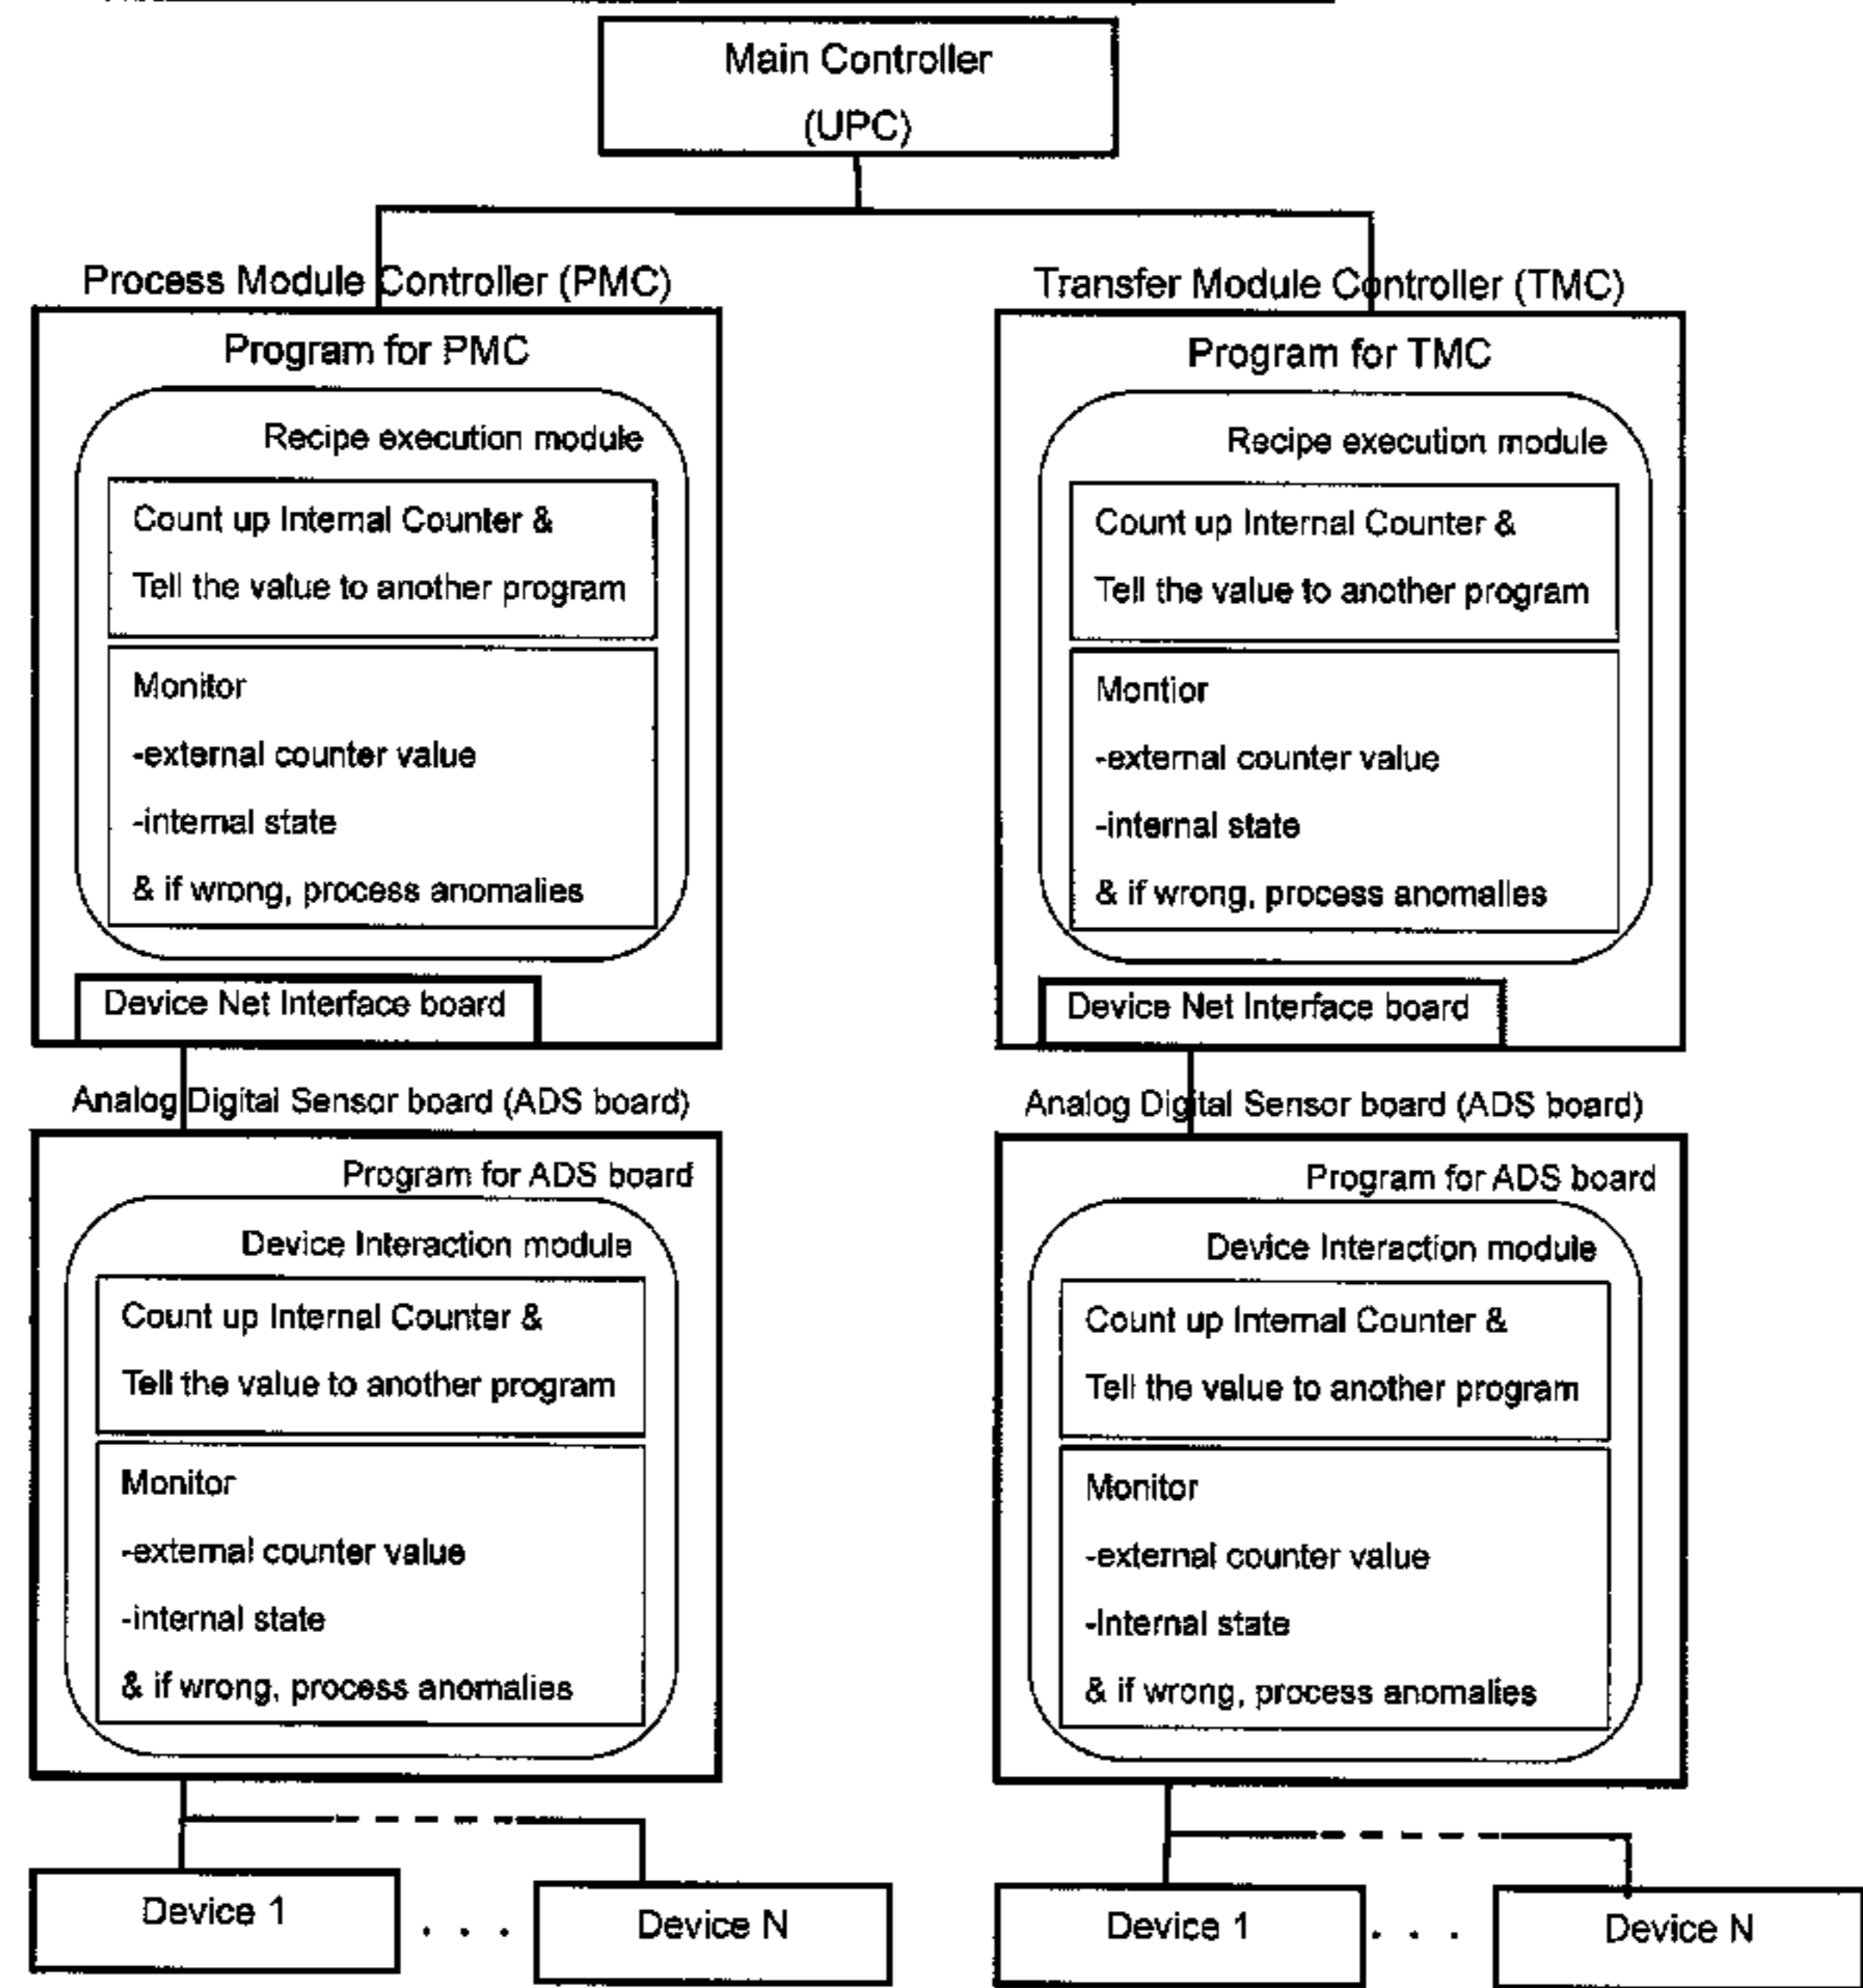 Main Controller
(UPC)
Process Module Controller (PMC)
Program for PMC
Recipe execution module
Count up Internal Counter &
Tell the value to another program
Monitor
-external counter value
-internal state
& if wrong, process anomalies
Device Net Interface board
Transfer Module Controller (TMC)
Program for TMC
Recipe execution module
Count up Internal Counter &
Tell the value to another program
Montior
-external counter value
-internal state
& if wrong, process anomalies
Device Net Interface board
Analog Digital Sensor board (ADS board)
Program for ADS board
Device Interaction module
Count up Internal Counter &
Tell the value to another program
Monitor
-external counter value
-internal state
& if wrong, process anomalies
Device 1
. . .
Device N
Analog Digital Sensor board (ADS board)
Program for ADS board
Device Interaction module
Count up Internal Counter &
Tell the value to another program
Monitor
-external counter value
-Internal state
& if wrong, process anomalies
Device 1
. . .
Device N